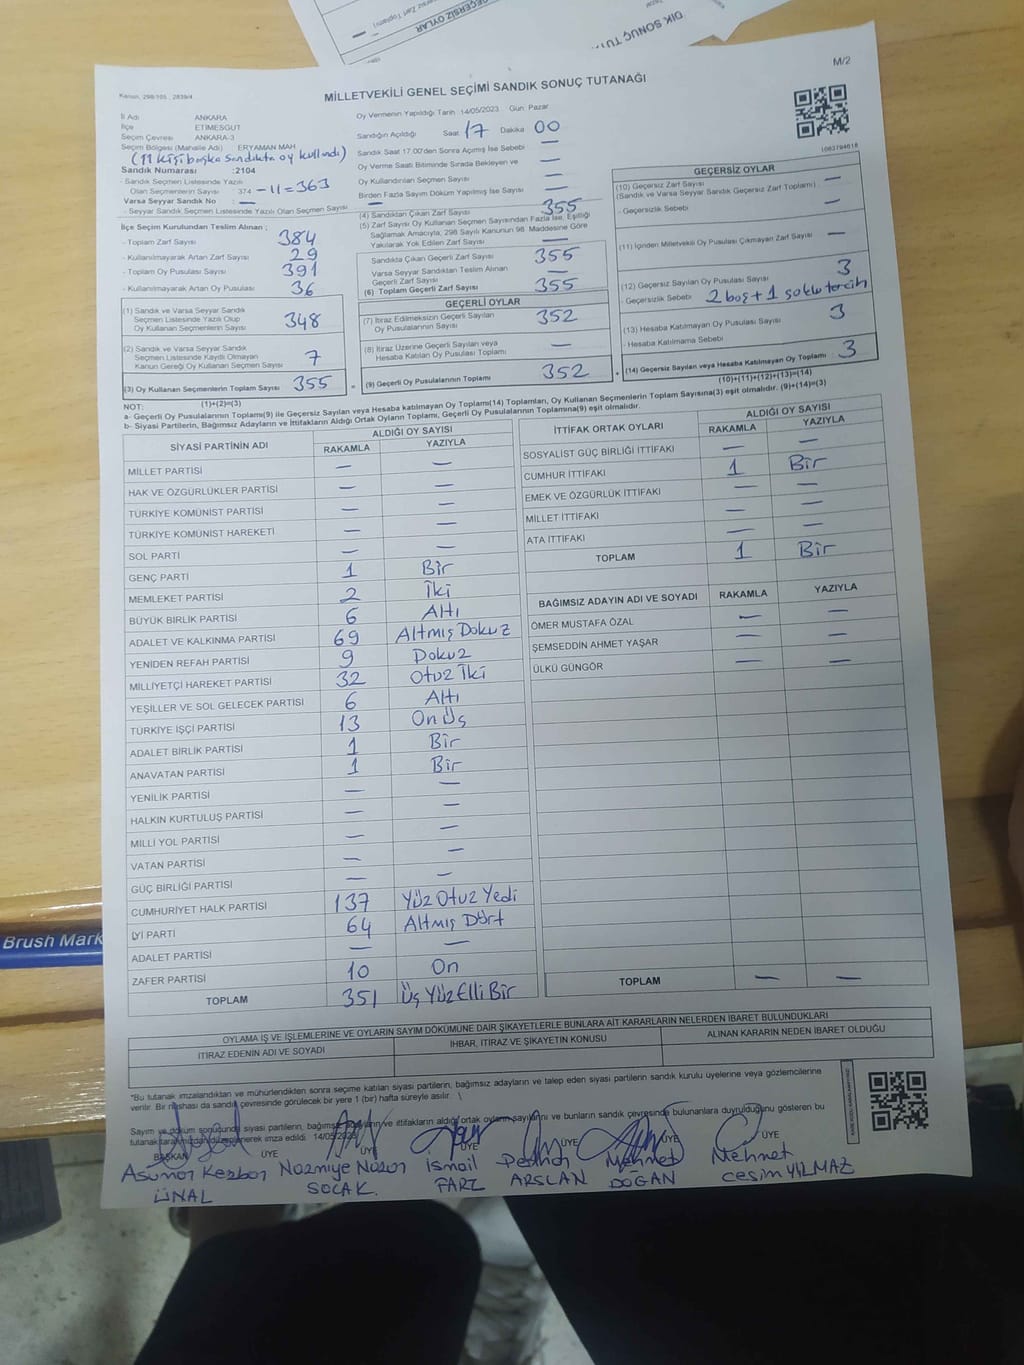 GEÇERSİZ OYLAR
DIK SONUÇ TUT
M/2
Kanun, 298/105 , 2839/4
MİLLETVEKİLİ GENEL SEÇİMİ SANDIK SONUÇ TUTANAĞI
İl Adı ANKARA
İlçe ETİMESGUT
Seçim Çevresi ANKARA-3
Seçim Bölgesi (Mahalle Adı) : ERYAMAN MAH
(11 kişi başka sandıkta oy kullandı)
Sandık Numarası :2104
- Sandık Seçmen Listesinde Yazılı
Olan Seçmenlerin Sayısı 374 - 11 = 363
Varsa Seyyar Sandık No : —
- Seyyar Sandık Seçmen Listesinde Yazılı Olan Seçmen Sayısı —
Oy Vermenin Yapıldığı Tarih :14/05/2023 Gün: Pazar
Sandığın Açıldığı Saat 17 Dakika 00
Sandık Saat 17:00'den Sonra Açılmış İse Sebebi : —
Oy Verme Saati Bitiminde Sırada Bekleyen ve
Oy Kullandırılan Seçmen Sayısı —
Birden Fazla Sayım Döküm Yapılmış İse Sayısı —
(4) Sandıktan Çıkan Zarf Sayısı 355
(5) Zarf Sayısı Oy Kullanan Seçmen Sayısından Fazla İse, Eşitliği
Sağlamak Amacıyla, 298 Sayılı Kanunun 98. Maddesine Göre
Yakılarak Yok Edilen Zarf Sayısı —
Sandıkta Çıkan Geçerli Zarf Sayısı 355
Varsa Seyyar Sandıktan Teslim Alınan
Geçerli Zarf Sayısı —
(6) Toplam Geçerli Zarf Sayısı 355
İlçe Seçim Kurulundan Teslim Alınan ;
- Toplam Zarf Sayısı 384
- Kullanılmayarak Artan Zarf Sayısı 29
- Toplam Oy Pusulası Sayısı 391
- Kullanılmayarak Artan Oy Pusulası 36
(1) Sandık ve Varsa Seyyar Sandık
Seçmen Listesinde Yazılı Olup
Oy Kullanan Seçmenlerin Sayısı 348
(2) Sandık ve Varsa Seyyar Sandık
Seçmen Listesinde Kayıtlı Olmayan
Kanun Gereği Oy Kullanan Seçmen Sayısı 7
(3) Oy Kullanan Seçmenlerin Toplam Sayısı 355 =
(1)+(2)=(3)
GEÇERLİ OYLAR
(7) İtiraz Edilmeksizin Geçerli Sayılan
Oy Pusulalarının Sayısı 352
(8) İtiraz Üzerine Geçerli Sayılan veya
Hesaba Katılan Oy Pusulası Toplamı —
(9) Geçerli Oy Pusulalarının Toplamı 352 +
1083794618
GEÇERSİZ OYLAR
(10) Geçersiz Zarf Sayısı —
(Sandık ve Varsa Seyyar Sandık Geçersiz Zarf Toplamı)
- Geçersizlik Sebebi —
(11) İçinden Milletvekili Oy Pusulası Çıkmayan Zarf Sayısı —
(12) Geçersiz Sayılan Oy Pusulası Sayısı 3
- Geçersizlik Sebebi 2 boş + 1 çoklu tercih
(13) Hesaba Katılmayan Oy Pusulası Sayısı 3
- Hesaba Katılmama Sebebi
(14) Geçersiz Sayılan veya Hesaba Katılmayan Oy Toplamı : 3
(10)+(11)+(12)+(13)=(14)
NOT:
a- Geçerli Oy Pusulalarının Toplamı(9) ile Geçersiz Sayılan veya Hesaba katılmayan Oy Toplamı(14) Toplamları, Oy Kullanan Seçmenlerin Toplam Sayısına(3) eşit olmalıdır. (9)+(14)=(3)
b- Siyasi Partilerin, Bağımsız Adayların ve İttifakların Aldığı Ortak Oyların Toplamı, Geçerli Oy Pusulalarının Toplamına(9) eşit olmalıdır.
SİYASİ PARTİNİN ADI ALDIĞI OY SAYISI
RAKAMLA YAZIYLA
MİLLET PARTİSİ — —
HAK VE ÖZGÜRLÜKLER PARTİSİ — —
TÜRKİYE KOMÜNİST PARTİSİ — —
TÜRKİYE KOMÜNİST HAREKETİ — —
SOL PARTİ — —
GENÇ PARTİ 1 Bir
MEMLEKET PARTİSİ 2 İki
BÜYÜK BİRLİK PARTİSİ 6 Altı
ADALET VE KALKINMA PARTİSİ 69 Altmış Dokuz
YENİDEN REFAH PARTİSİ 9 Dokuz
MİLLİYETÇİ HAREKET PARTİSİ 32 Otuz İki
YEŞİLLER VE SOL GELECEK PARTİSİ 6 Altı
TÜRKİYE İŞÇİ PARTİSİ 13 On Üç
ADALET BİRLİK PARTİSİ 1 Bir
ANAVATAN PARTİSİ 1 Bir
YENİLİK PARTİSİ — —
HALKIN KURTULUŞ PARTİSİ — —
MİLLİ YOL PARTİSİ — —
VATAN PARTİSİ — —
GÜÇ BİRLİĞİ PARTİSİ — —
CUMHURİYET HALK PARTİSİ 137 Yüz Otuz Yedi
İYİ PARTİ 64 Altmış Dört
ADALET PARTİSİ — —
ZAFER PARTİSİ 10 On
TOPLAM 351 Üç Yüz Elli Bir
İTTİFAK ORTAK OYLARI ALDIĞI OY SAYISI
RAKAMLA YAZIYLA
SOSYALİST GÜÇ BİRLİĞİ İTTİFAKI — —
CUMHUR İTTİFAKI 1 Bir
EMEK VE ÖZGÜRLÜK İTTİFAKI — —
MİLLET İTTİFAKI — —
ATA İTTİFAKI — —
TOPLAM 1 Bir
BAĞIMSIZ ADAYIN ADI VE SOYADI RAKAMLA YAZIYLA
ÖMER MUSTAFA ÖZAL — —
ŞEMSEDDİN AHMET YAŞAR — —
ÜLKÜ GÜNGÖR — —
TOPLAM — —
OYLAMA İŞ VE İŞLEMLERİNE VE OYLARIN SAYIM DÖKÜMÜNE DAİR ŞİKAYETLERLE BUNLARA AİT KARARLARIN NELERDEN İBARET BULUNDUKLARI
İTİRAZ EDENİN ADI VE SOYADI
İHBAR, İTİRAZ VE ŞİKAYETİN KONUSU
ALINAN KARARIN NEDEN İBARET OLDUĞU
*Bu tutanak imzalandıktan ve mühürlendikten sonra seçime katılan siyasi partilerin, bağımsız adayların ve talep eden siyasi partilerin sandık kurulu üyelerine veya gözlemcilerine
verilir. Bir nüshası da sandık çevresinde görülecek bir yere 1 (bir) hafta süreyle asılır.
Sayım ve döküm sonucunda siyasi partilerin, bağımsız adayların ve ittifakların aldığı ortak oyların sayılarını ve bunların sandık çevresinde bulunanlara duyrulduğunu gösteren bu
tutanak tarafımızdan düzenlenerek imza edildi. 14/05/2023
BAŞKAN ÜYE ÜYE ÜYE ÜYE ÜYE ÜYE
Nazmiye Nazan İsmail Mehmet Mehmet
ÜNAL SOCAK. ARSLAN DOĞAN Cesim YILMAZ
Brush Mark